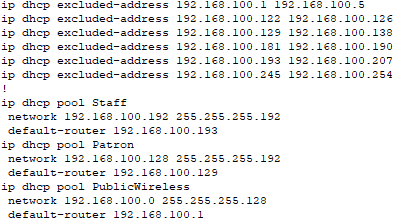 ip dhcp excluded-address 192.168.100.1 192.168.100.5
ip dhcp excluded-address 192.168.100.122 192.168.100.126
ip dhcp excluded-address 192.168.100.129 192.168.100.138
ip dhcp excluded-address 192.168.100.181 192.168.100.190
ip dhcp excluded-address 192.168.100.193 192.168.100.207
ip dhcp excluded-address 192.168.100.245 192.168.100.254
!
ip dhcp pool Staff
 network 192.168.100.192 255.255.255.192
 default-router 192.168.100.193
ip dhcp pool Patron
 network 192.168.100.128 255.255.255.192
 default-router 192.168.100.129
ip dhcp pool PublicWireless
 network 192.168.100.0 255.255.255.128
 default-router 192.168.100.1